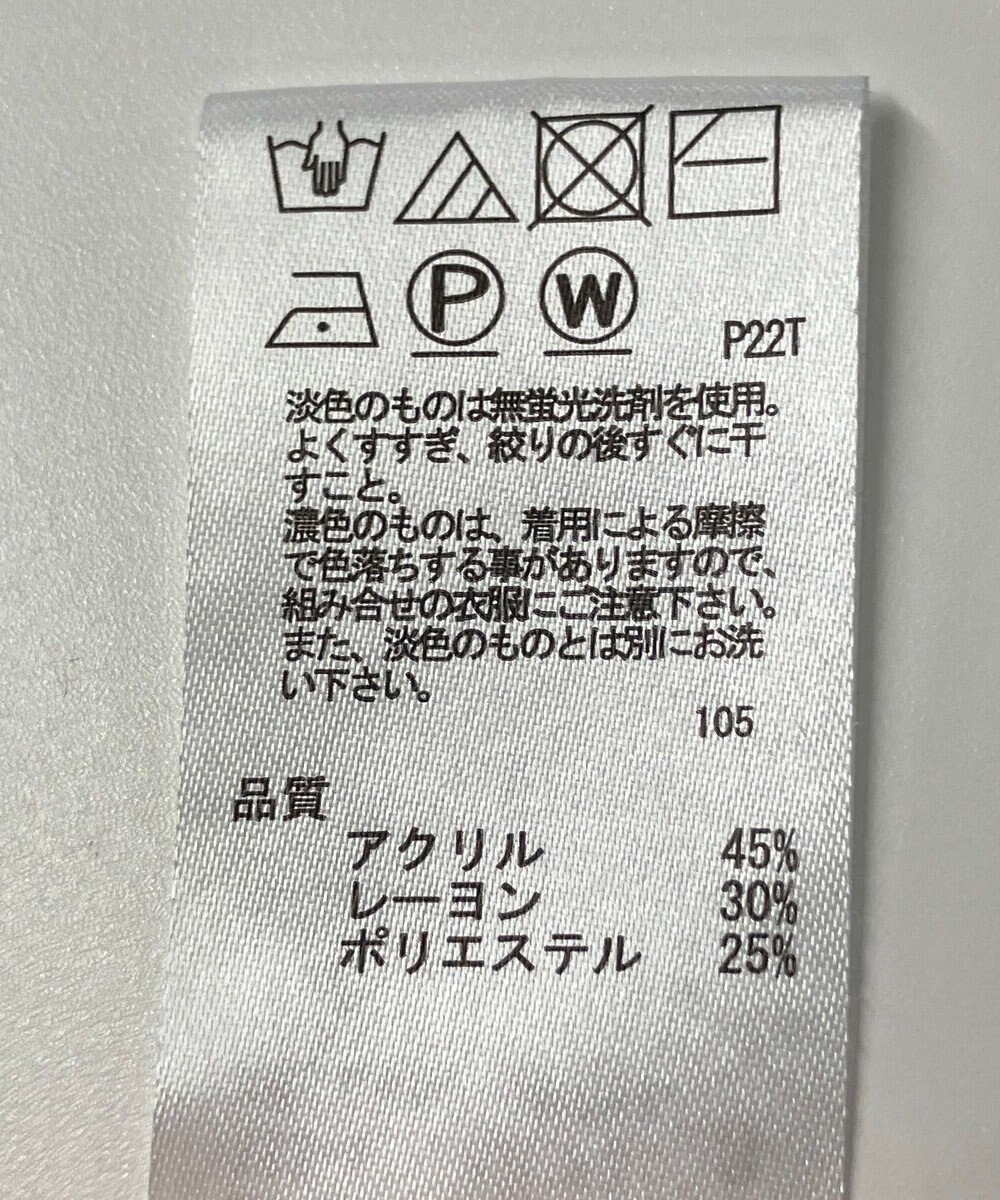 P W P22T
淡色のものは無蛍光洗剤を使用。
よくすすぎ、絞りの後すぐに干
すこと。
濃色のものは、着用による摩擦
で色落ちする事がありますので、
組み合せの衣服にご注意下さい。
また、淡色のものとは別にお洗
い下さい。
105
品質
アクリル 45%
レーヨン 30%
ポリエステル 25%